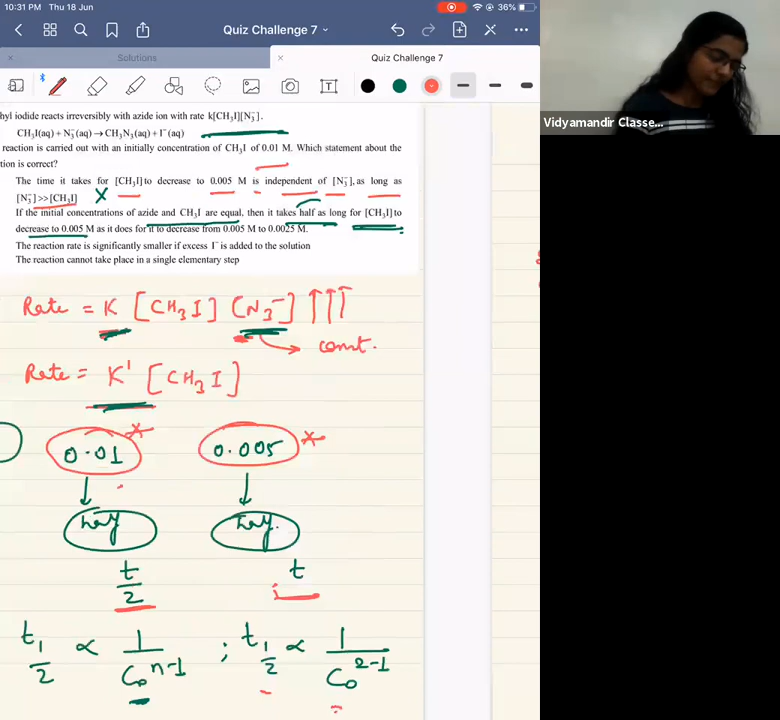 10:31 PM Thu 18 Jun
36%
Quiz Challenge 7
Solutions
Quiz Challenge 7
Vidyamandir Classe...
hyl iodide reacts irreversibly with azide ion with rate k[CH₃I][N₃⁻].
CH₃I(aq) + N₃⁻(aq) → CH₃N₃(aq) + I⁻(aq)
reaction is carried out with an initially concentration of CH₃I of 0.01 M. Which statement about the
tion is correct?
The time it takes for [CH₃I] to decrease to 0.005 M is independent of [N₃⁻], as long as
[N₃⁻]>>[CH₃I] X
If the initial concentrations of azide and CH₃I are equal, then it takes half as long for [CH₃I] to
decrease to 0.005 M as it does for it to decrease from 0.005 M to 0.0025 M.
The reaction rate is significantly smaller if excess I⁻ is added to the solution
The reaction cannot take place in a single elementary step
Rate = K [CH₃I] [N₃⁻] ↑↑↑
const.
Rate = K' [CH₃I]
0.01 0.005
↓ ↓
t/2 t
t½ ∝ 1/C₀ⁿ⁻¹ ; t½ ∝ 1/C₀²⁻¹